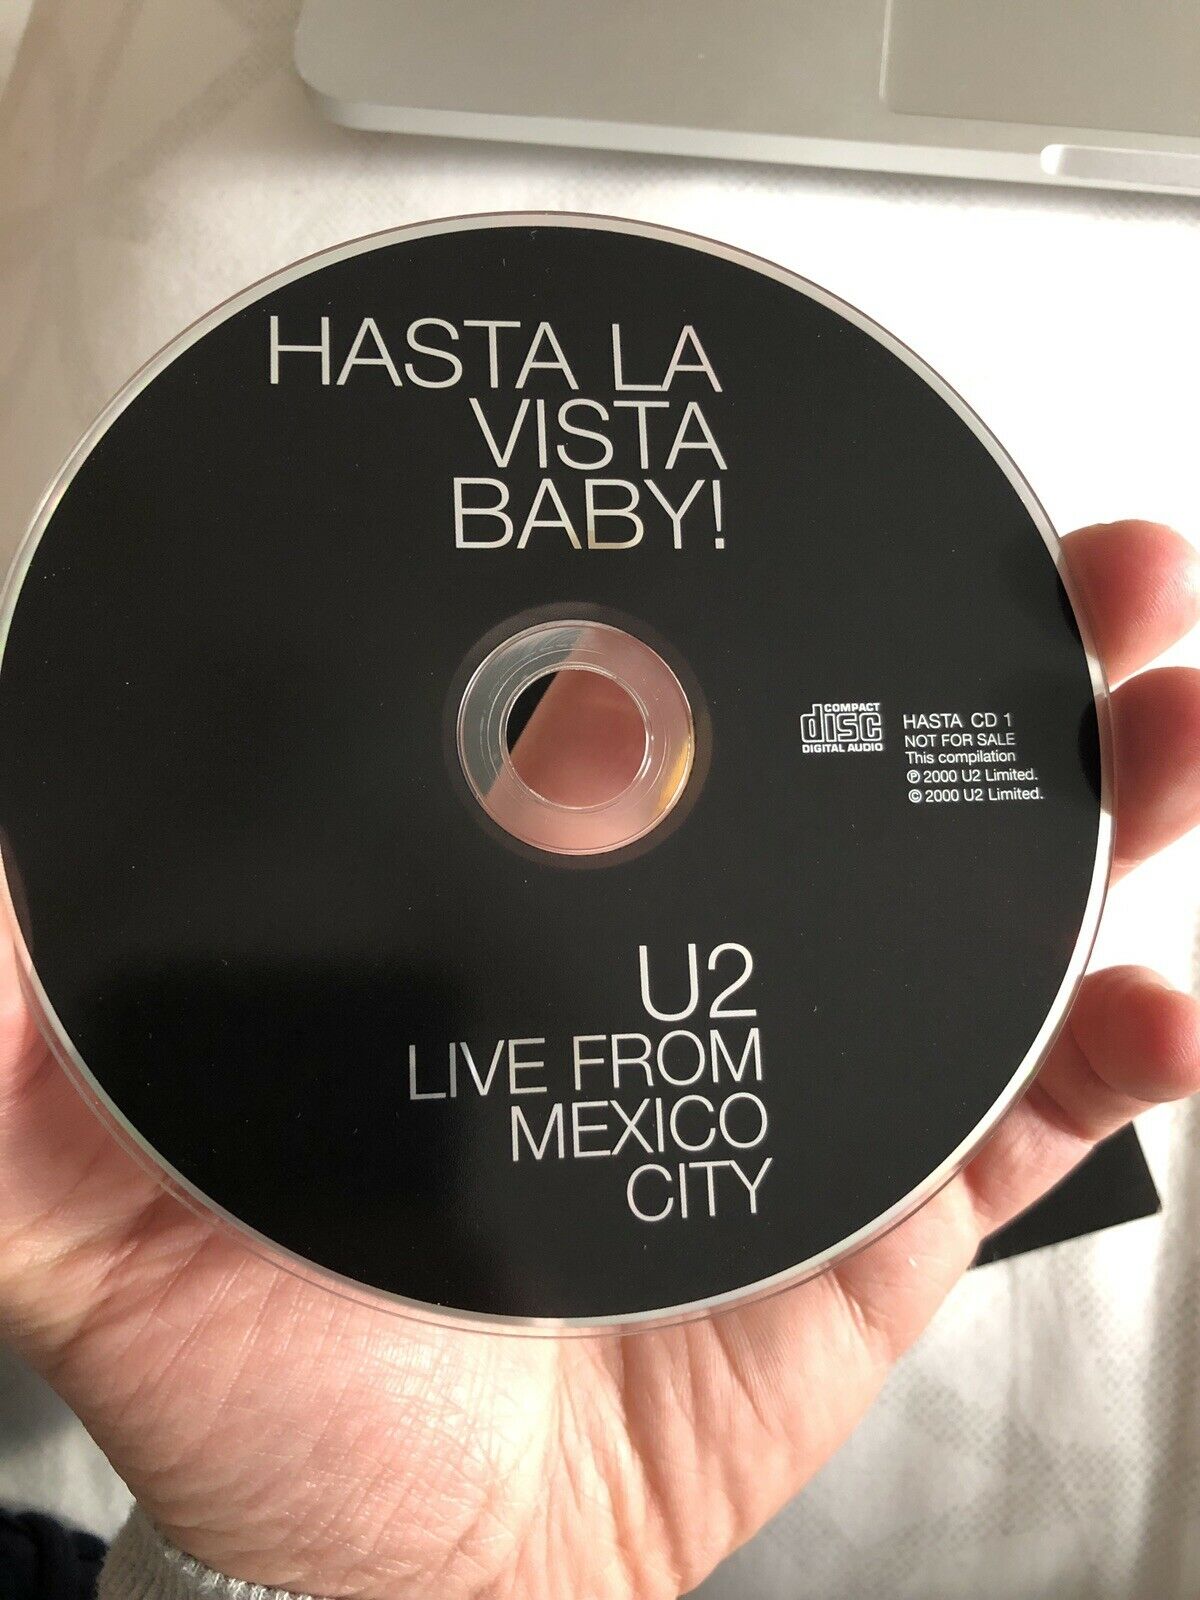 HASTA LA
VISTA
BABY!
COMPACT
disc
DIGITAL AUDIO
HASTA CD 1
NOT FOR SALE
This compilation
℗ 2000 U2 Limited.
© 2000 U2 Limited.
U2
LIVE FROM
MEXICO
CITY